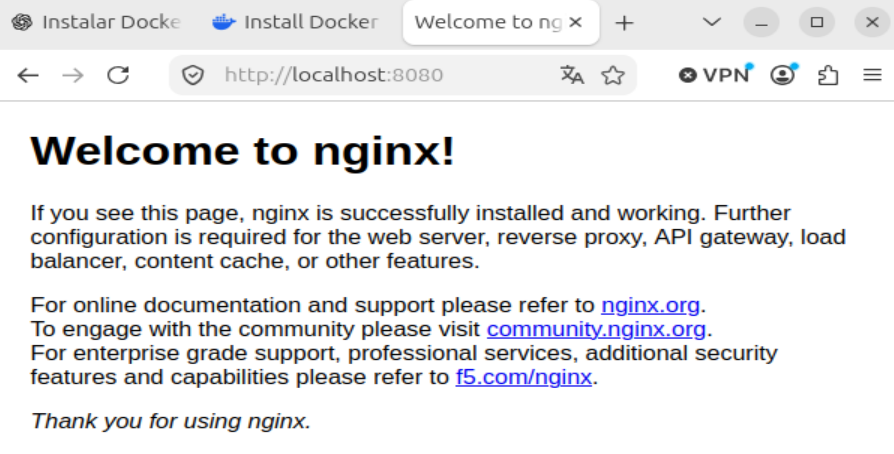 Instalar Docke
Install Docker
Welcome to ng
http://localhost:8080
VPN
Welcome to nginx!
If you see this page, nginx is successfully installed and working. Further
configuration is required for the web server, reverse proxy, API gateway, load
balancer, content cache, or other features.
For online documentation and support please refer to nginx.org.
To engage with the community please visit community.nginx.org.
For enterprise grade support, professional services, additional security
features and capabilities please refer to f5.com/nginx.
Thank you for using nginx.